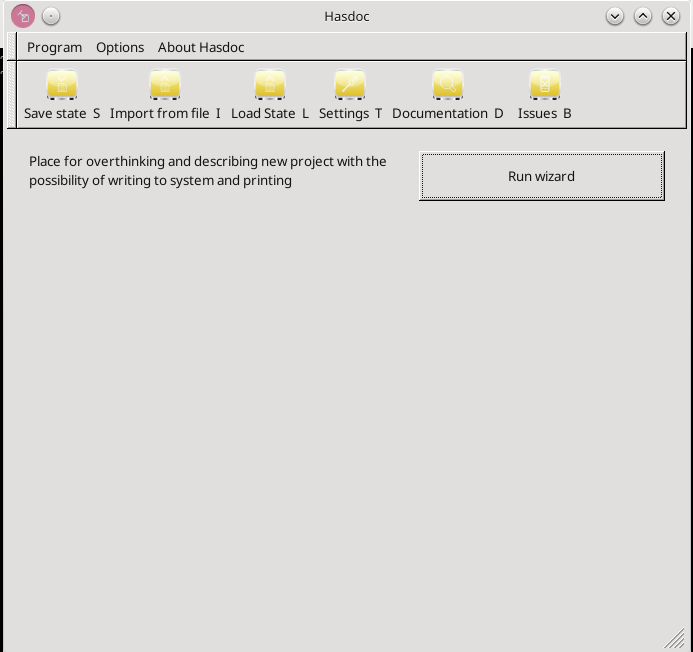 Hasdoc
Program Options About Hasdoc
Save state S Import from file I Load State L Settings T Documentation D Issues B
Place for overthinking and describing new project with the
possibility of writing to system and printing
Run wizard